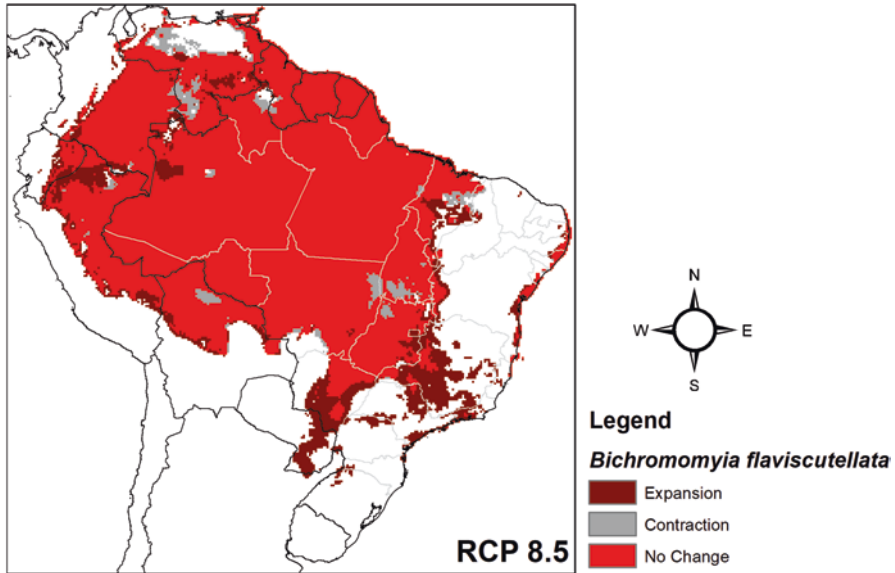 N
W E
S
Legend
Bichromomyia flaviscutellata
Expansion
Contraction
No Change
RCP 8.5